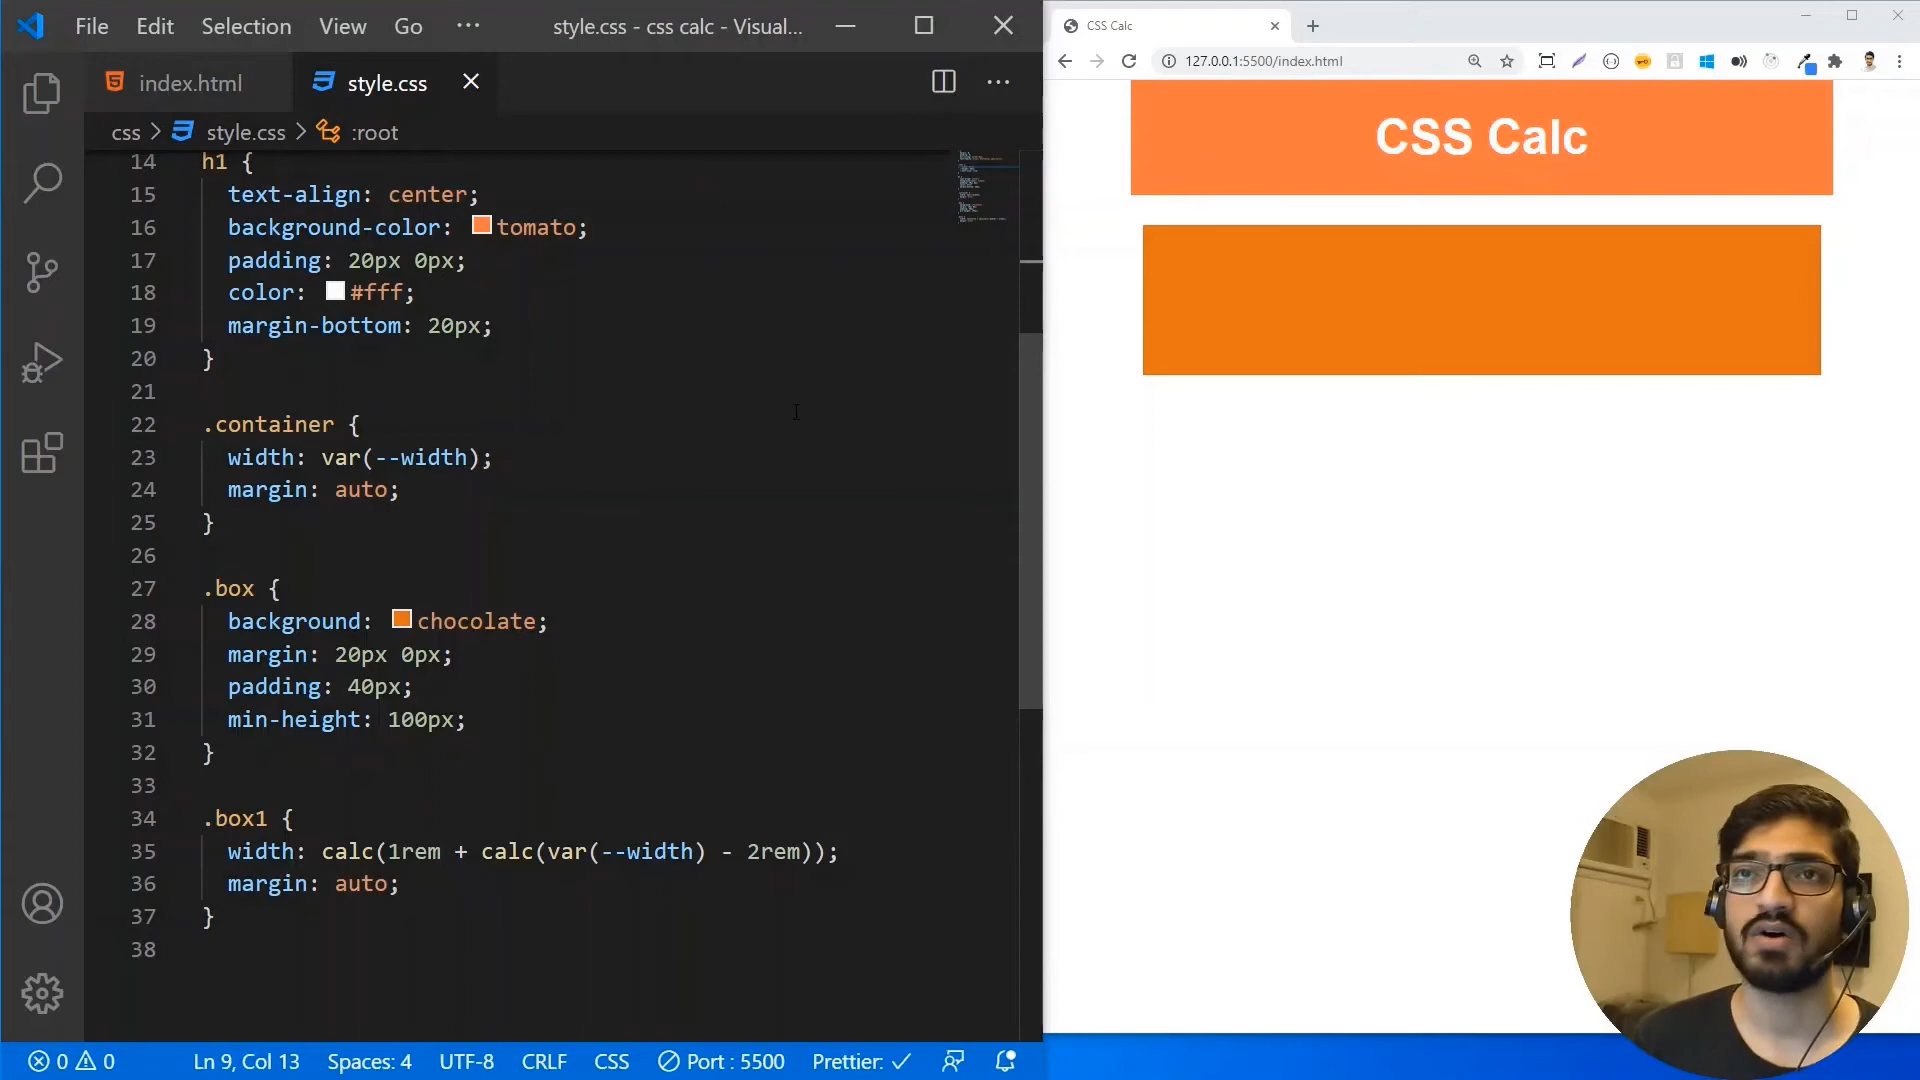 File Edit Selection View Go ··· style.css - css calc - Visual...
index.html style.css
css > style.css > :root
14 h1 {
15 text-align: center;
16 background-color: tomato;
17 padding: 20px 0px;
18 color: #fff;
19 margin-bottom: 20px;
20 }
21
22 .container {
23 width: var(--width);
24 margin: auto;
25 }
26
27 .box {
28 background: chocolate;
29 margin: 20px 0px;
30 padding: 40px;
31 min-height: 100px;
32 }
33
34 .box1 {
35 width: calc(1rem + calc(var(--width) - 2rem));
36 margin: auto;
37 }
38
0 0 Ln 9, Col 13 Spaces: 4 UTF-8 CRLF CSS Port : 5500 Prettier: ✓
CSS Calc
127.0.0.1:5500/index.html
CSS Calc